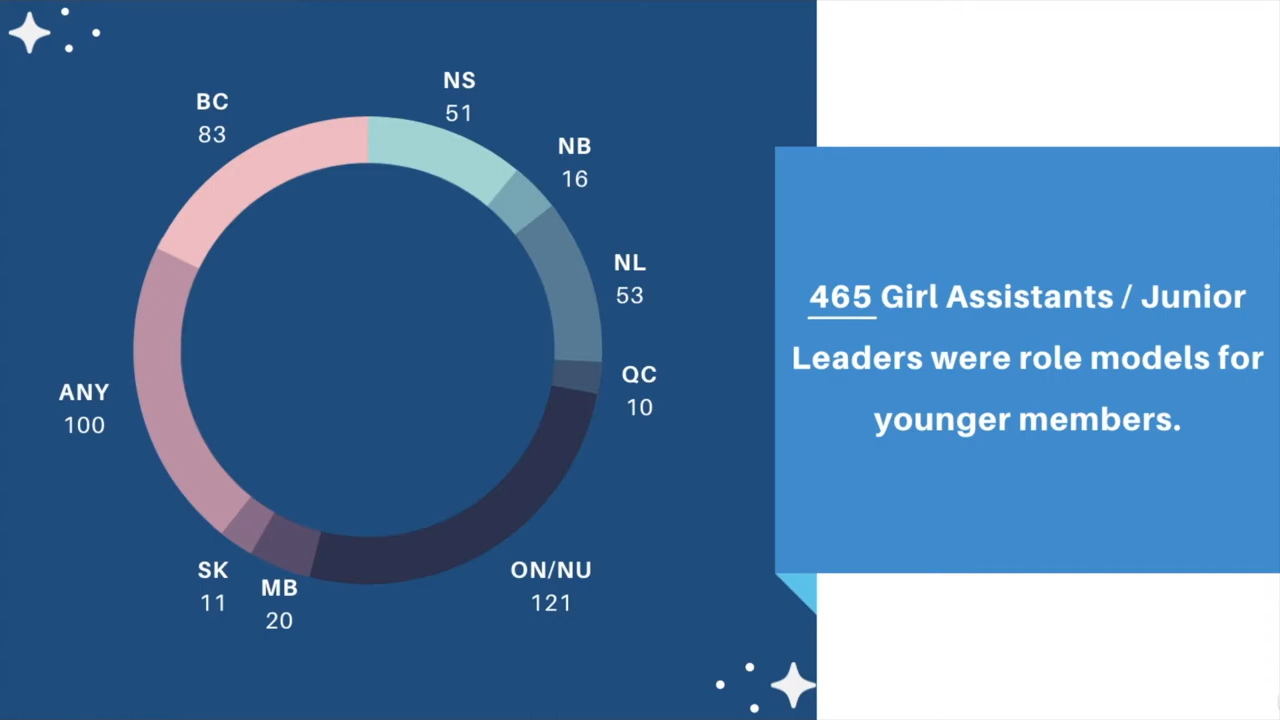 NS
51
BC
83
NB
16
NL
53
QC
10
ANY
100
ON/NU
121
SK
11
MB
20
465 Girl Assistants / Junior
Leaders were role models for
younger members.